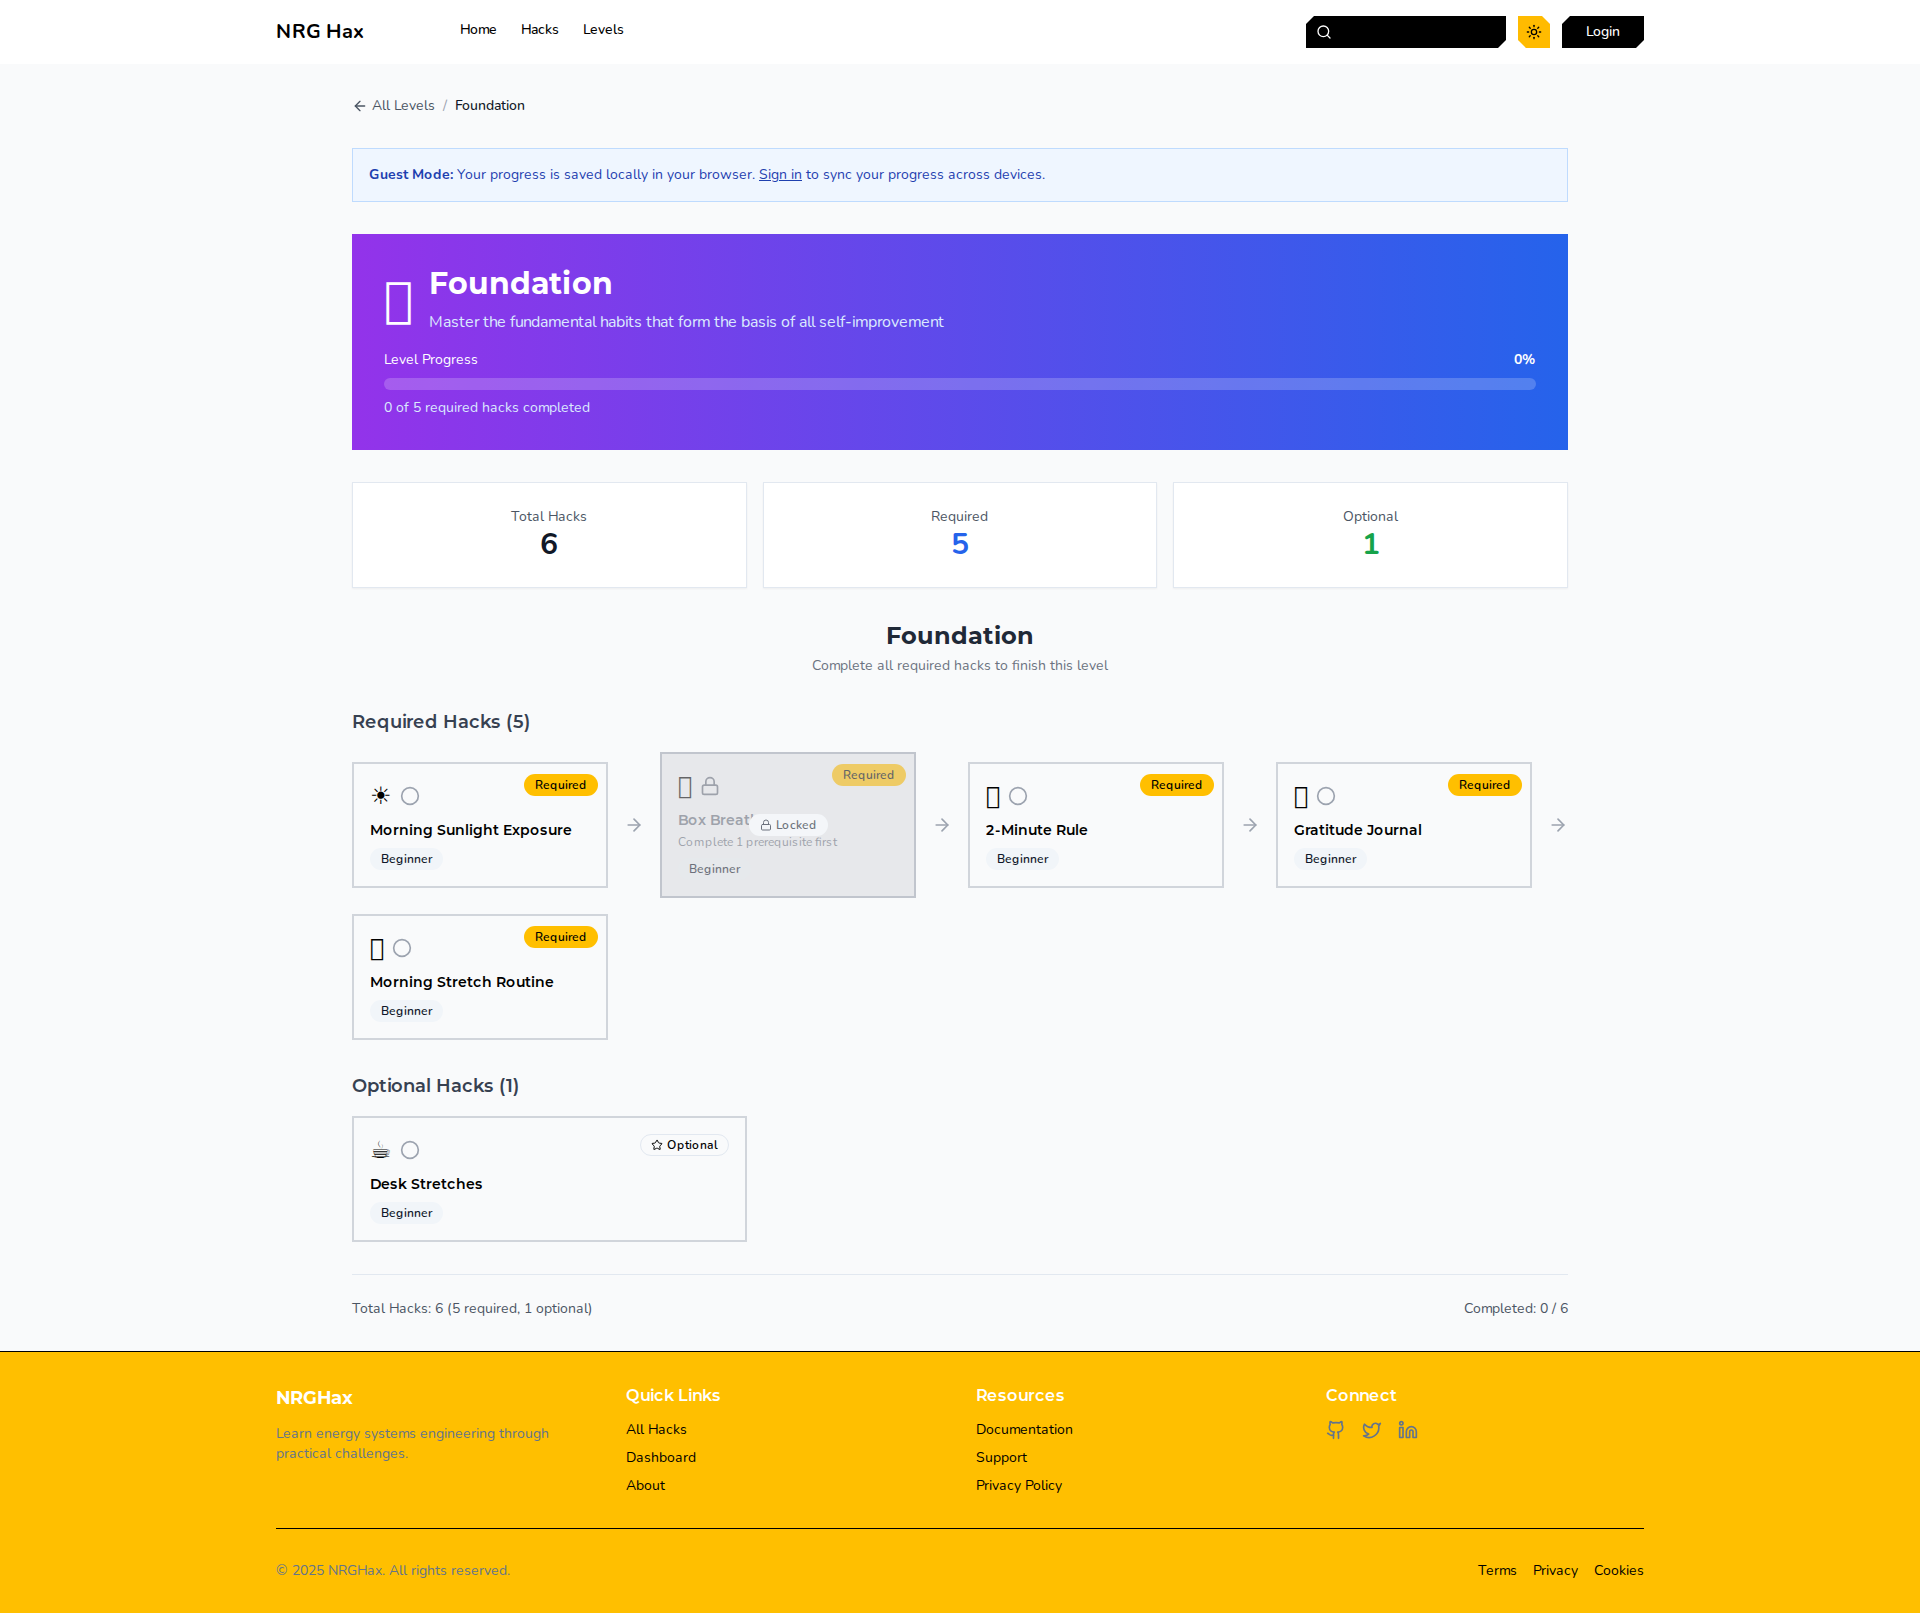 NRG Hax
Home
Hacks
Levels
Login
All Levels / Foundation
Guest Mode: Your progress is saved locally in your browser. Sign in to sync your progress across devices.
Foundation
Master the fundamental habits that form the basis of all self-improvement
Level Progress
0%
0 of 5 required hacks completed
Total Hacks
6
Required
5
Optional
1
Foundation
Complete all required hacks to finish this level
Required Hacks (5)
Required
Morning Sunlight Exposure
Beginner
Required
Box
Locked
Complete 1 prerequisite first
Beginner
Required
2-Minute Rule
Beginner
Required
Gratitude Journal
Beginner
Required
Morning Stretch Routine
Beginner
Optional Hacks (1)
Optional
Desk Stretches
Beginner
Total Hacks: 6 (5 required, 1 optional)
Completed: 0 / 6
NRGHax
Learn energy systems engineering through
practical challenges.
Quick Links
All Hacks
Dashboard
About
Resources
Documentation
Support
Privacy Policy
Connect
© 2025 NRGHax. All rights reserved.
Terms
Privacy
Cookies